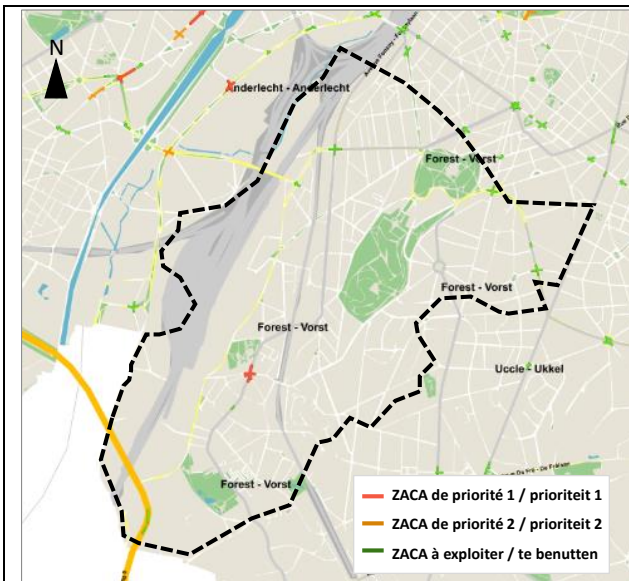 N
Anderlecht - Anderlecht
Forest - Vorst
Forest - Vorst
Forest - Vorst
Uccle - Ukkel
Forest - Vorst
ZACA de priorité 1 / prioriteit 1
ZACA de priorité 2 / prioriteit 2
ZACA à exploiter / te benutten